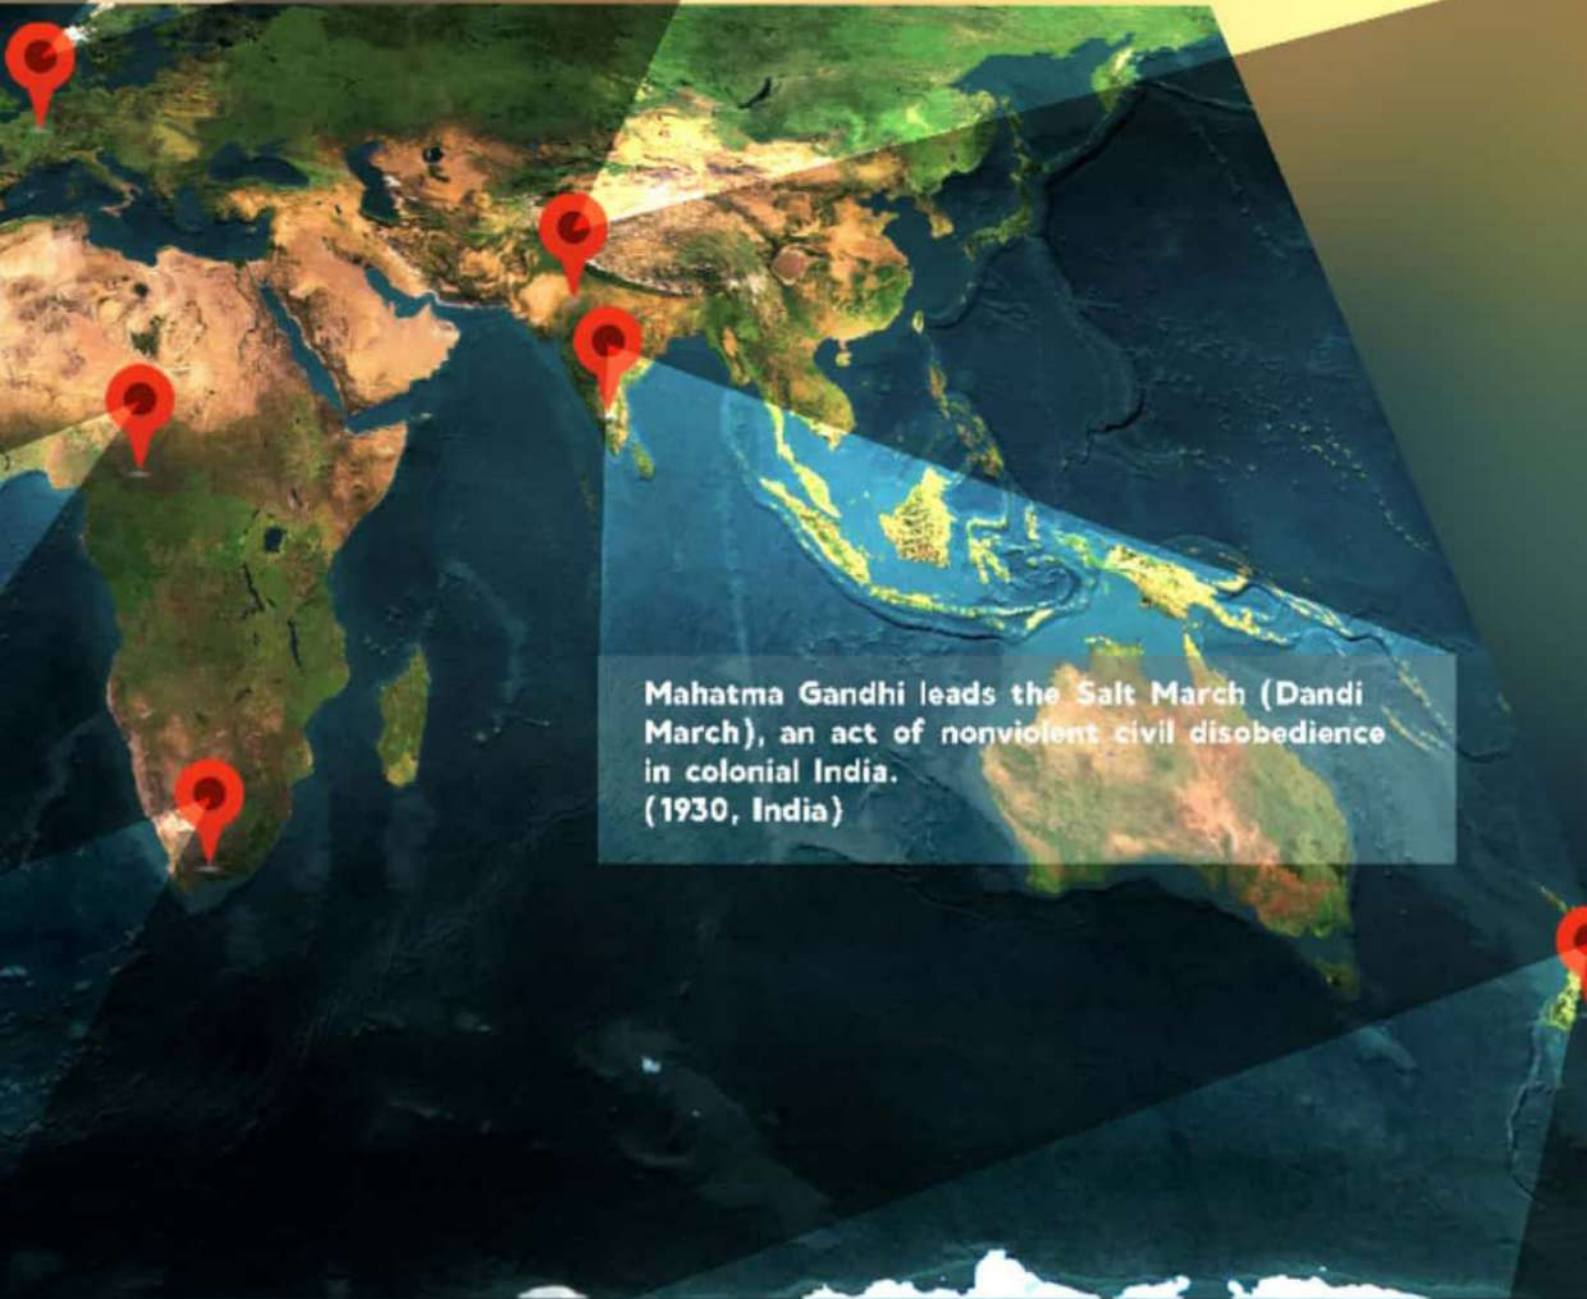 Mahatma Gandhi leads the Salt March (Dandi
March), an act of nonviolent civil disobedience
in colonial India.
(1930, India)